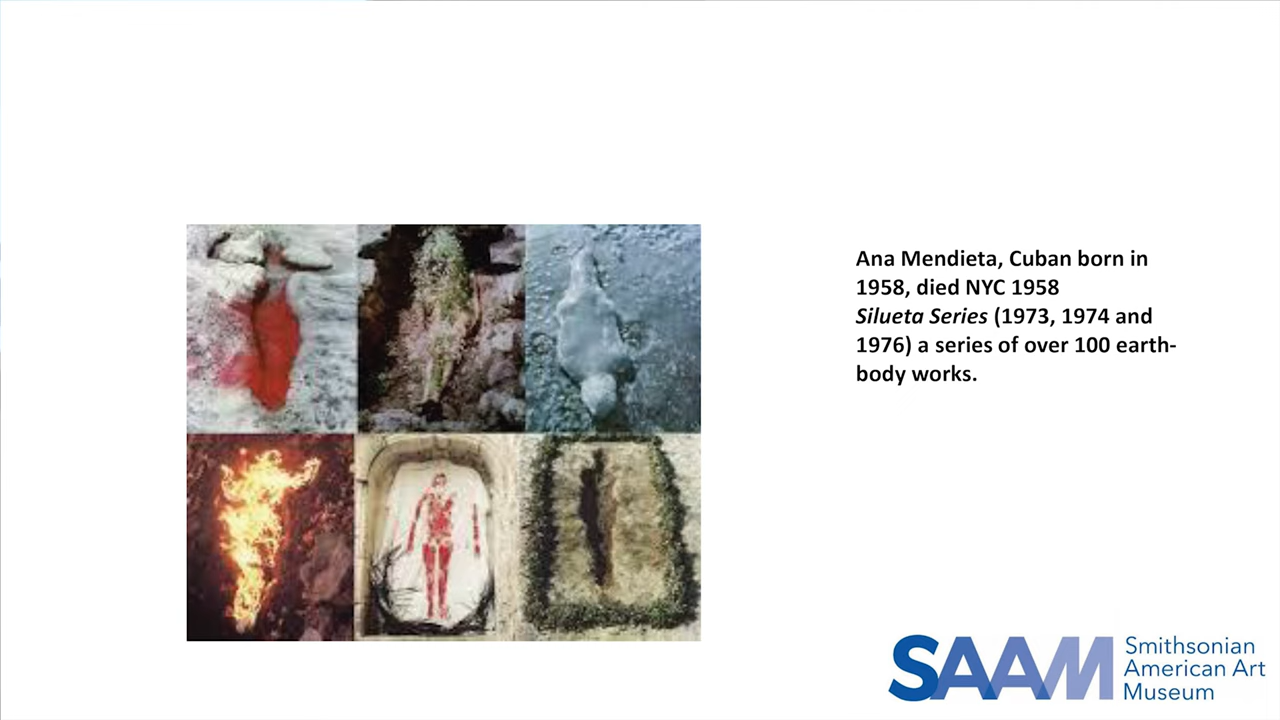 Ana Mendieta, Cuban born in
1958, died NYC 1958
Silueta Series (1973, 1974 and
1976) a series of over 100 earth-
body works.
SAAM
Smithsonian
American Art
Museum